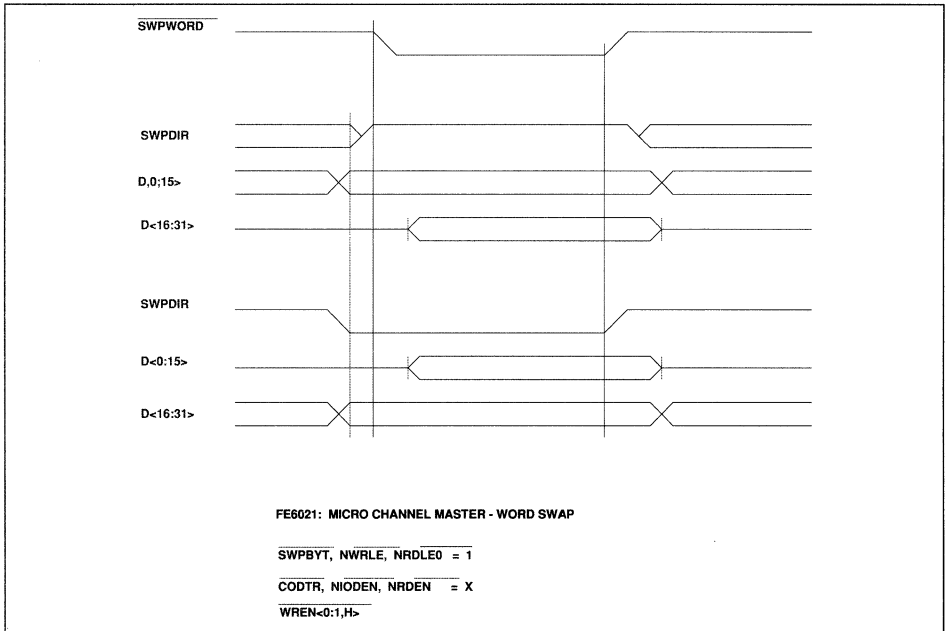 SWPWORD
SWPDIR
D,0;15>
D<16:31>
SWPDIR
D<0:15>
D<16:31>
FE6021: MICRO CHANNEL MASTER - WORD SWAP
SWPBYT, NWRLE, NRDLE0 = 1
CODTR, NIODEN, NRDEN = X
WREN<0:1,H>